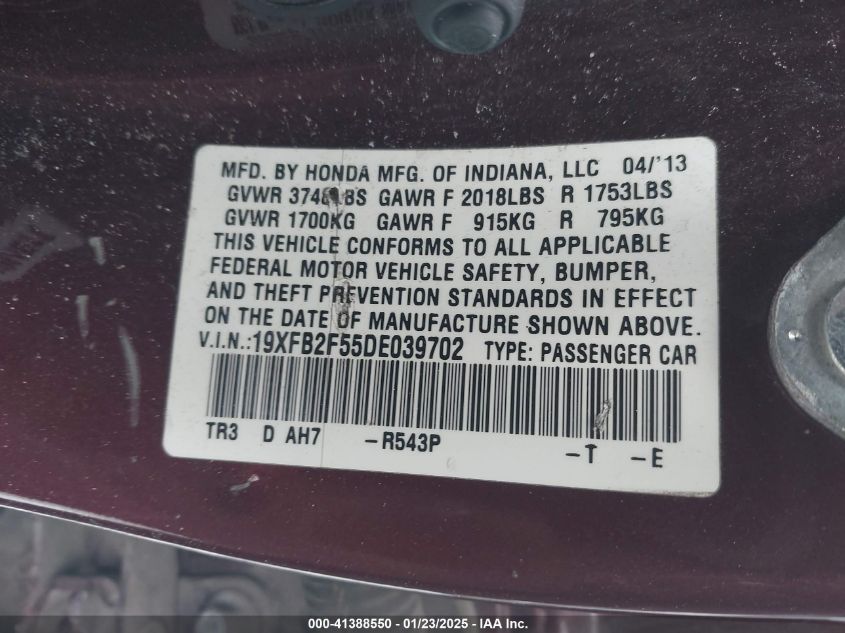 MFD. BY HONDA MFG. OF INDIANA, LLC 04/'13
GVWR 3748LBS GAWR F 2018LBS R 1753LBS
GVWR 1700KG GAWR F 915KG R 795KG
THIS VEHICLE CONFORMS TO ALL APPLICABLE
FEDERAL MOTOR VEHICLE SAFETY, BUMPER,
AND THEFT PREVENTION STANDARDS IN EFFECT
ON THE DATE OF MANUFACTURE SHOWN ABOVE.
V.I.N.:19XFB2F55DE039702 TYPE: PASSENGER CAR
TR3 D AH7 -R543P -T -E
000-41388550 / 01/23/2025 - © IAA Inc.